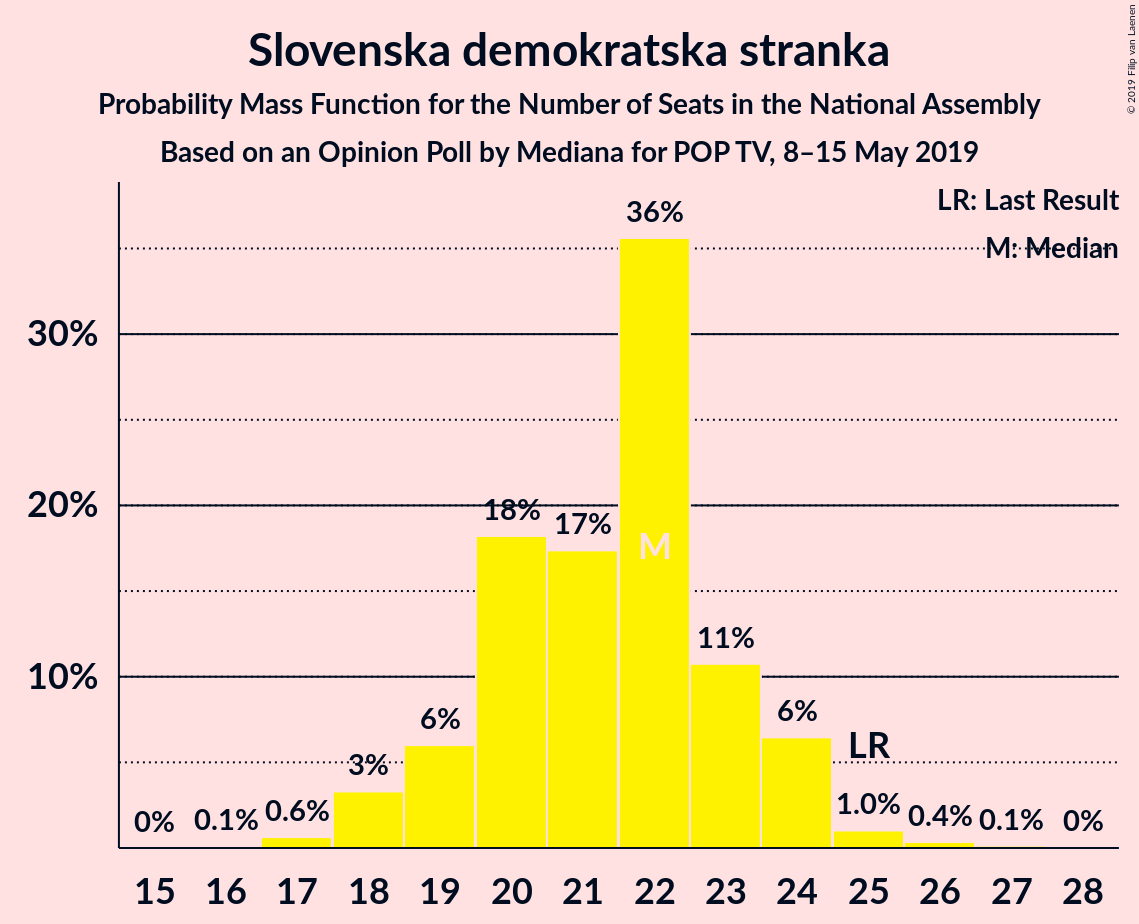 Slovenska demokratska stranka
Probability Mass Function for the Number of Seats in the National Assembly
Based on an Opinion Poll by Mediana for POP TV, 8–15 May 2019
© 2019 Filip van Laenen
LR: Last Result
M: Median
30%
20%
10%
0%
0.1%
0.6%
3%
6%
18%
17%
36%
M
11%
6%
LR
1.0%
0.4%
0.1%
0%
15 16 17 18 19 20 21 22 23 24 25 26 27 28